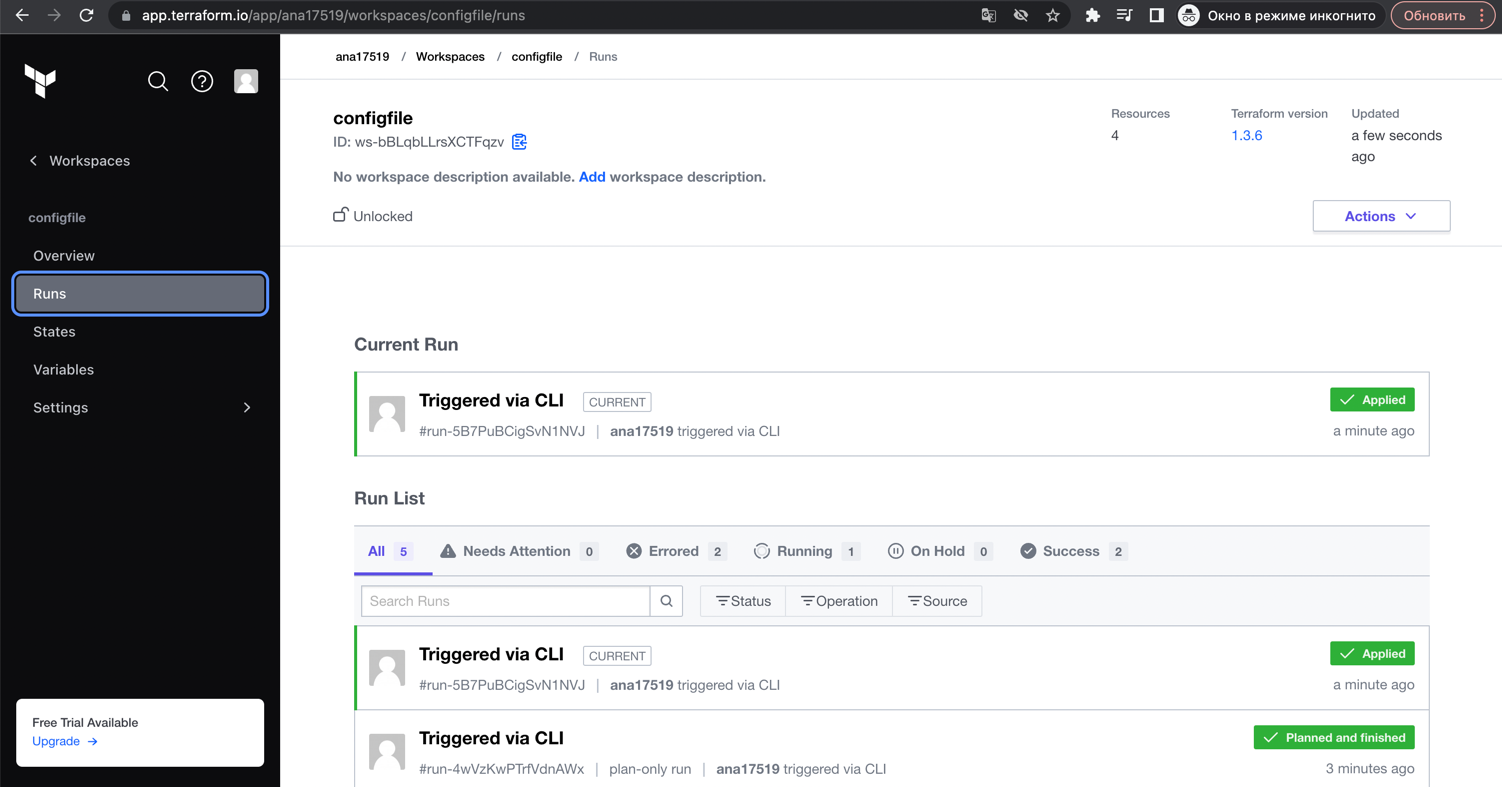 app.terraform.io/app/ana17519/workspaces/configfile/runs
Окно в режиме инкогнито
Обновить
Workspaces
configfile
Overview
Runs
States
Variables
Settings
Free Trial Available
Upgrade →
ana17519 / Workspaces / configfile / Runs
configfile
ID: ws-bBLqbLLrsXCTFqzv
No workspace description available. Add workspace description.
Unlocked
Resources
4
Terraform version
1.3.6
Updated
a few seconds
ago
Actions
Current Run
Triggered via CLI CURRENT
Applied
#run-5B7PuBCigSvN1NVJ | ana17519 triggered via CLI
a minute ago
Run List
All 5 Needs Attention 0 Errored 2 Running 1 On Hold 0 Success 2
Search Runs Status Operation Source
Triggered via CLI CURRENT
Applied
#run-5B7PuBCigSvN1NVJ | ana17519 triggered via CLI
a minute ago
Triggered via CLI
Planned and finished
#run-4wVzKwPTrfVdnAWx | plan-only run | ana17519 triggered via CLI
3 minutes ago